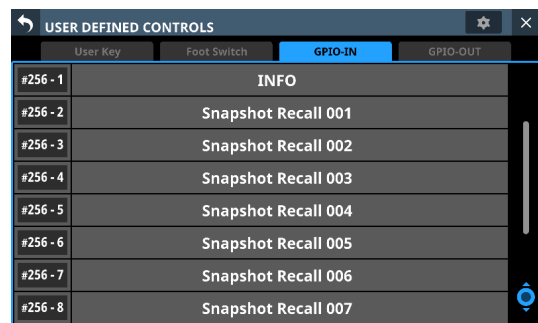 USER DEFINED CONTROLS
User Key Foot Switch GPIO-IN GPIO-OUT
#256 - 1 INFO
#256 - 2 Snapshot Recall 001
#256 - 3 Snapshot Recall 002
#256 - 4 Snapshot Recall 003
#256 - 5 Snapshot Recall 004
#256 - 6 Snapshot Recall 005
#256 - 7 Snapshot Recall 006
#256 - 8 Snapshot Recall 007